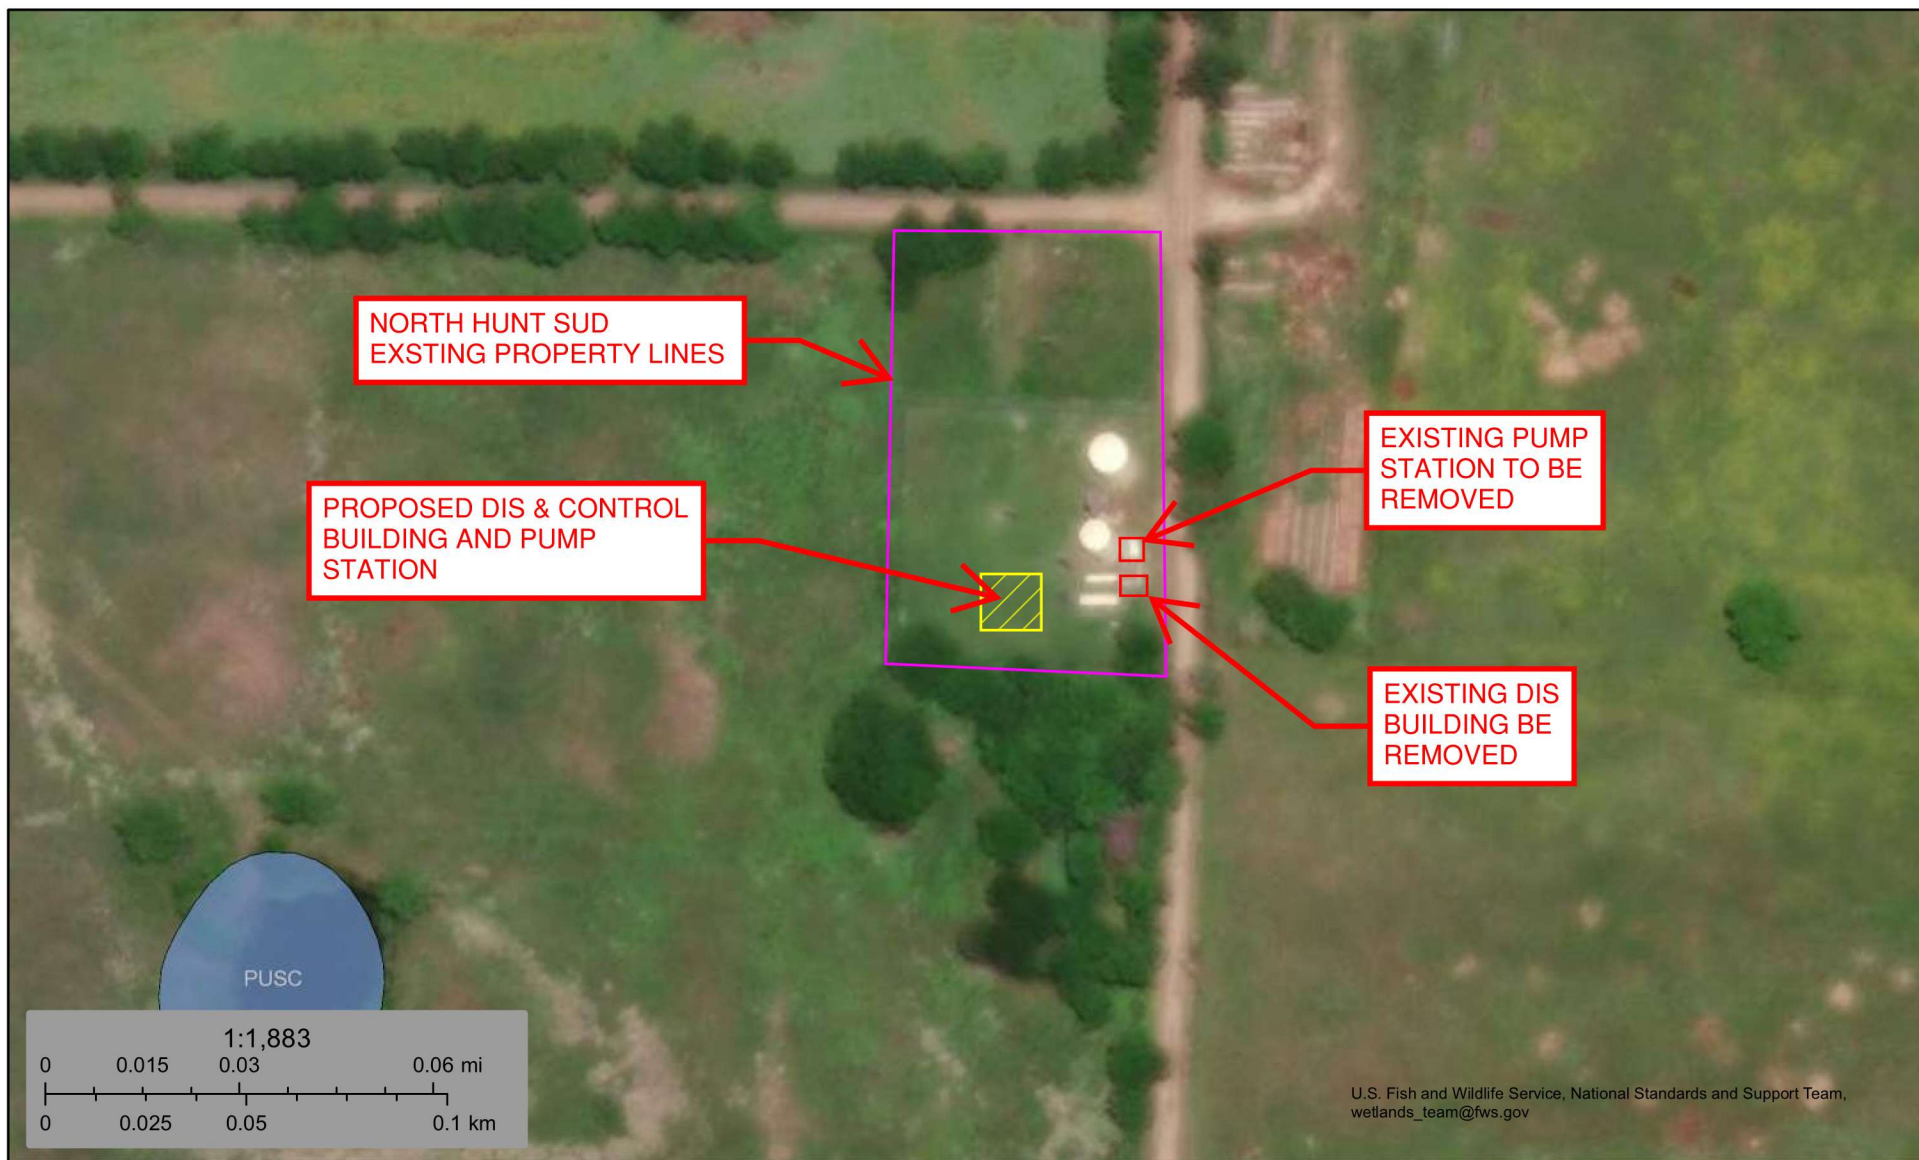 NORTH HUNT SUD
EXSTING PROPERTY LINES
EXISTING PUMP
STATION TO BE
REMOVED
PROPOSED DIS & CONTROL
BUILDING AND PUMP
STATION
EXISTING DIS
BUILDING BE
REMOVED
PUSC
1:1,883
0 0.015 0.03 0.06 mi
0 0.025 0.05 0.1 km
U.S. Fish and Wildlife Service, National Standards and Support Team,
wetlands_team@fws.gov